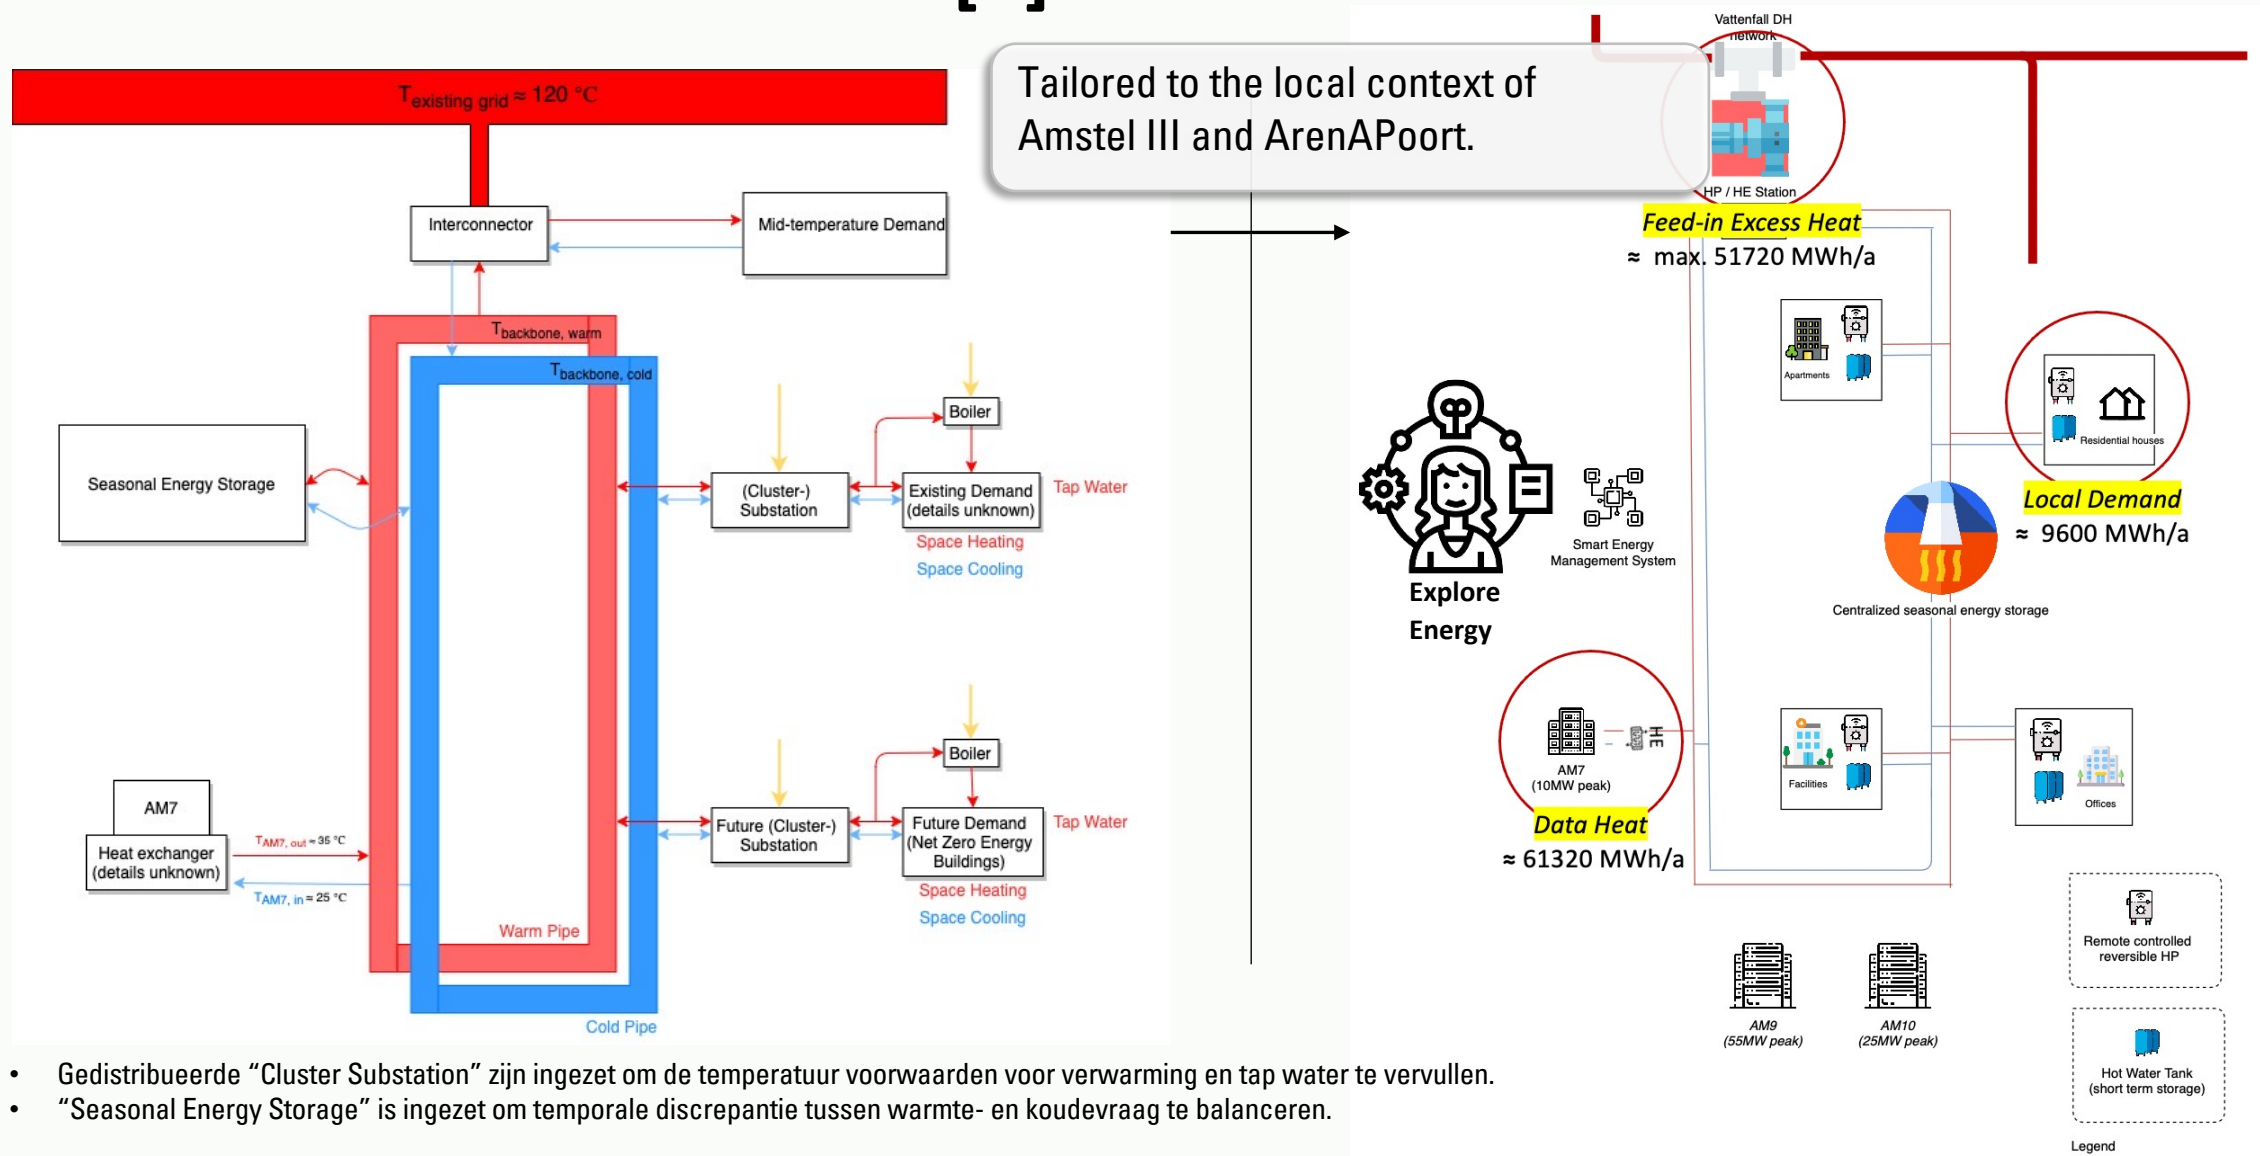 [ ]
T existing grid ≈ 120 °C
Interconnector
Mid-temperature Demand
T backbone, warm
T backbone, cold
Seasonal Energy Storage
Boiler
(Cluster-)
Substation
Existing Demand
(details unknown)
Tap Water
Space Heating
Space Cooling
AM7
Heat exchanger
(details unknown)
T AM7, out ≈ 35 °C
T AM7, in ≈ 25 °C
Boiler
Future (Cluster-)
Substation
Future Demand
(Net Zero Energy
Buildings)
Tap Water
Space Heating
Space Cooling
Warm Pipe
Cold Pipe
Tailored to the local context of
Amstel III and ArenAPoort.
Vattenfall DH
network
HP / HE Station
Feed-in Excess Heat
≈ max. 51720 MWh/a
Apartments
Residential houses
Local Demand
≈ 9600 MWh/a
Smart Energy
Management System
Explore
Energy
Centralized seasonal energy storage
AM7
(10MW peak)
HE
Data Heat
≈ 61320 MWh/a
Facilities
Offices
AM9
(55MW peak)
AM10
(25MW peak)
Remote controlled
reversible HP
Hot Water Tank
(short term storage)
Legend
• Gedistribueerde “Cluster Substation” zijn ingezet om de temperatuur voorwaarden voor verwarming en tap water te vervullen.
• “Seasonal Energy Storage” is ingezet om temporale discrepantie tussen warmte- en koudevraag te balanceren.